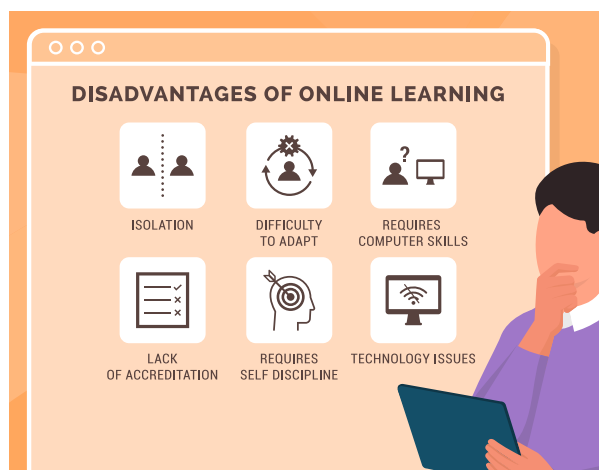 DISADVANTAGES OF ONLINE LEARNING
ISOLATION
DIFFICULTY
TO ADAPT
REQUIRES
COMPUTER SKILLS
LACK
OF ACCREDITATION
REQUIRES
SELF DISCIPLINE
TECHNOLOGY ISSUES